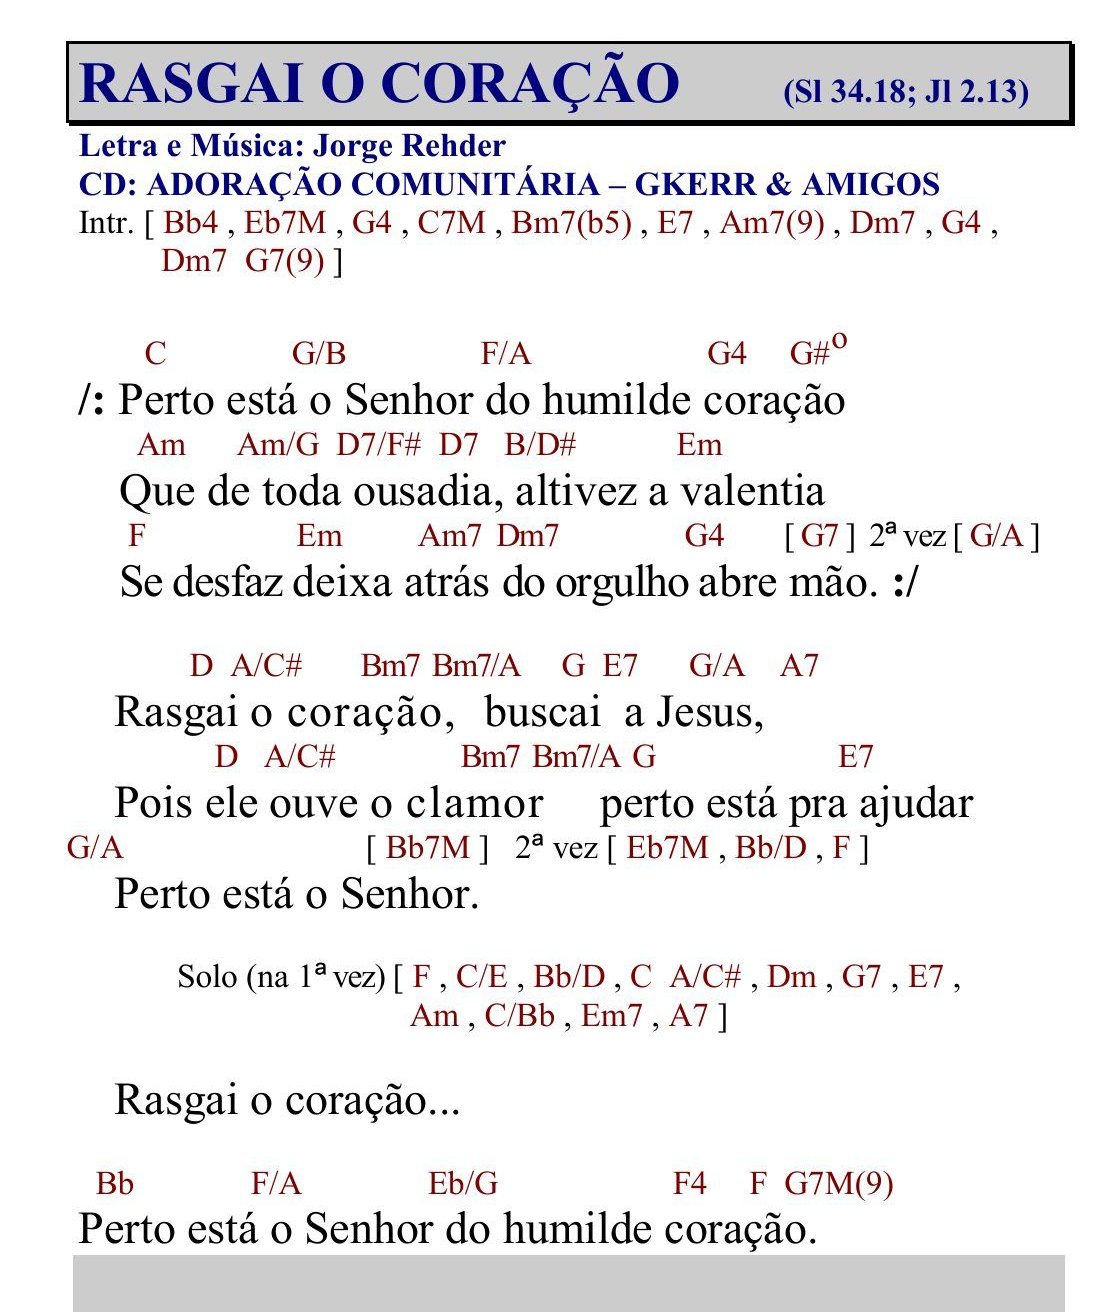 RASGAI O CORAÇÃO (Sl 34.18; Jl 2.13)
Letra e Música: Jorge Rehder
CD: ADORAÇÃO COMUNITÁRIA – GKERR & AMIGOS
Intr. [ Bb4 , Eb7M , G4 , C7M , Bm7(b5) , E7 , Am7(9) , Dm7 , G4 ,
Dm7 G7(9) ]
C G/B F/A G4 G#º
/: Perto está o Senhor do humilde coração
Am Am/G D7/F# D7 B/D# Em
Que de toda ousadia, altivez a valentia
F Em Am7 Dm7 G4 [ G7 ] 2ª vez [ G/A ]
Se desfaz deixa atrás do orgulho abre mão. :/
D A/C# Bm7 Bm7/A G E7 G/A A7
Rasgai o coração, buscai a Jesus,
D A/C# Bm7 Bm7/A G E7
Pois ele ouve o clamor perto está pra ajudar
G/A [ Bb7M ] 2ª vez [ Eb7M , Bb/D , F ]
Perto está o Senhor.
Solo (na 1ª vez) [ F , C/E , Bb/D , C A/C# , Dm , G7 , E7 ,
Am , C/Bb , Em7 , A7 ]
Rasgai o coração...
Bb F/A Eb/G F4 F G7M(9)
Perto está o Senhor do humilde coração.